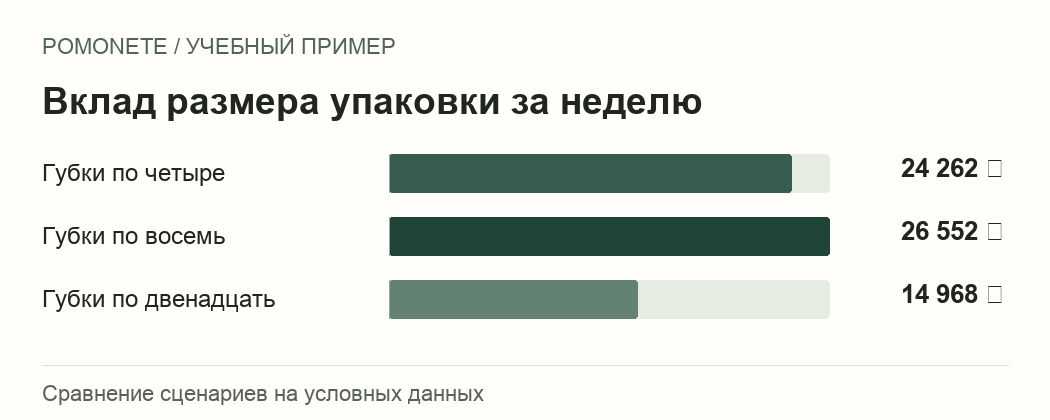 POMONETE / УЧЕБНЫЙ ПРИМЕР
Вклад размера упаковки за неделю
Губки по четыре 24 262 □
Губки по восемь 26 552 □
Губки по двенадцать 14 968 □
Сравнение сценариев на условных данных